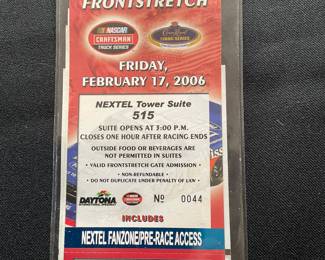 FRONTSTRETCH
NASCAR
CRAFTSMAN
TRUCK SERIES
FRIDAY,
FEBRUARY 17, 2006
NEXTEL Tower Suite
515
SUITE OPENS AT 3:00 P.M.
CLOSES ONE HOUR AFTER RACING ENDS
OUTSIDE FOOD OR BEVERAGES ARE
NOT PERMITTED IN SUITES
• VALID FRONTSTRETCH GATE ADMISSION •
• NON-REFUNDABLE •
• DO NOT DUPLICATE UNDER PENALTY OF LAW •
DAYTONA
Nº 0044
INCLUDES
NEXTEL FANZONE/PRE-RACE ACCESS